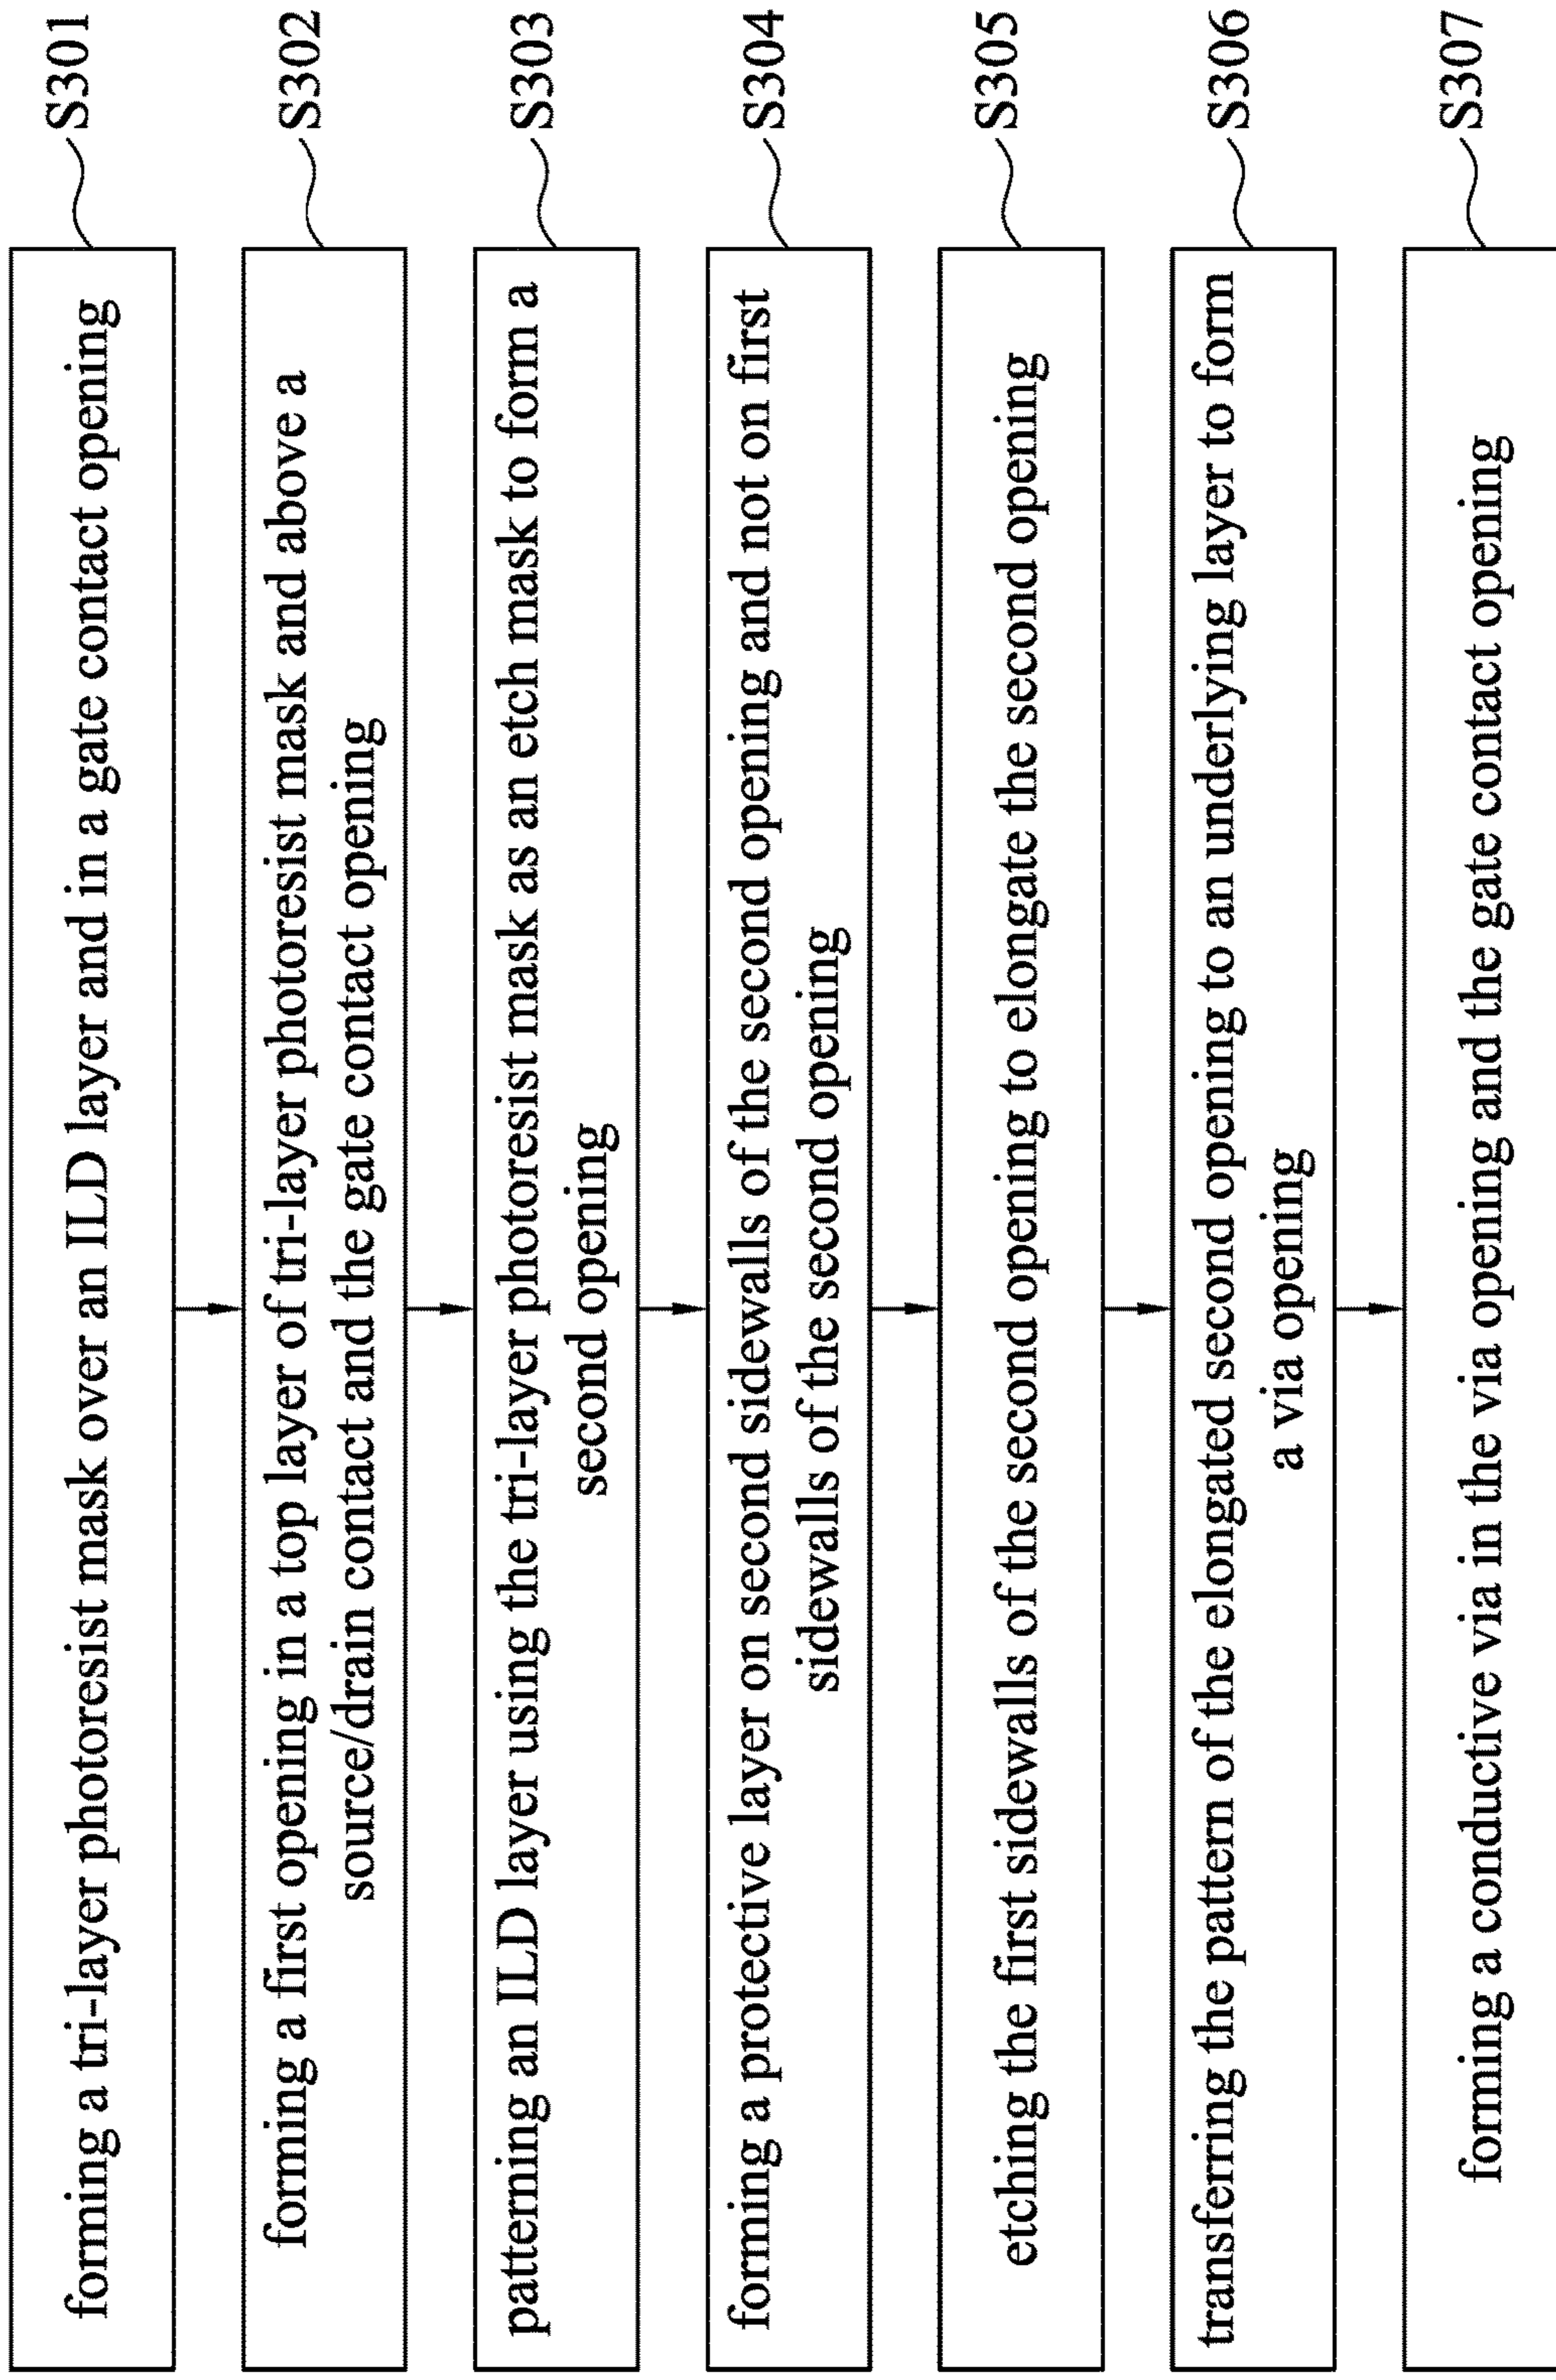 forming a tri-layer photoresist mask over an ILD layer and in a gate contact opening
S301
forming a first opening in a top layer of tri-layer photoresist mask and above a
source/drain contact and the gate contact opening
S302
patterning an ILD layer using the tri-layer photoresist mask as an etch mask to form a
second opening
S303
forming a protective layer on second sidewalls of the second opening and not on first
sidewalls of the second opening
S304
etching the first sidewalls of the second opening to elongate the second opening
S305
transferring the pattern of the elongated second opening to an underlying layer to form
a via opening
S306
forming a conductive via in the via opening and the gate contact opening
S307